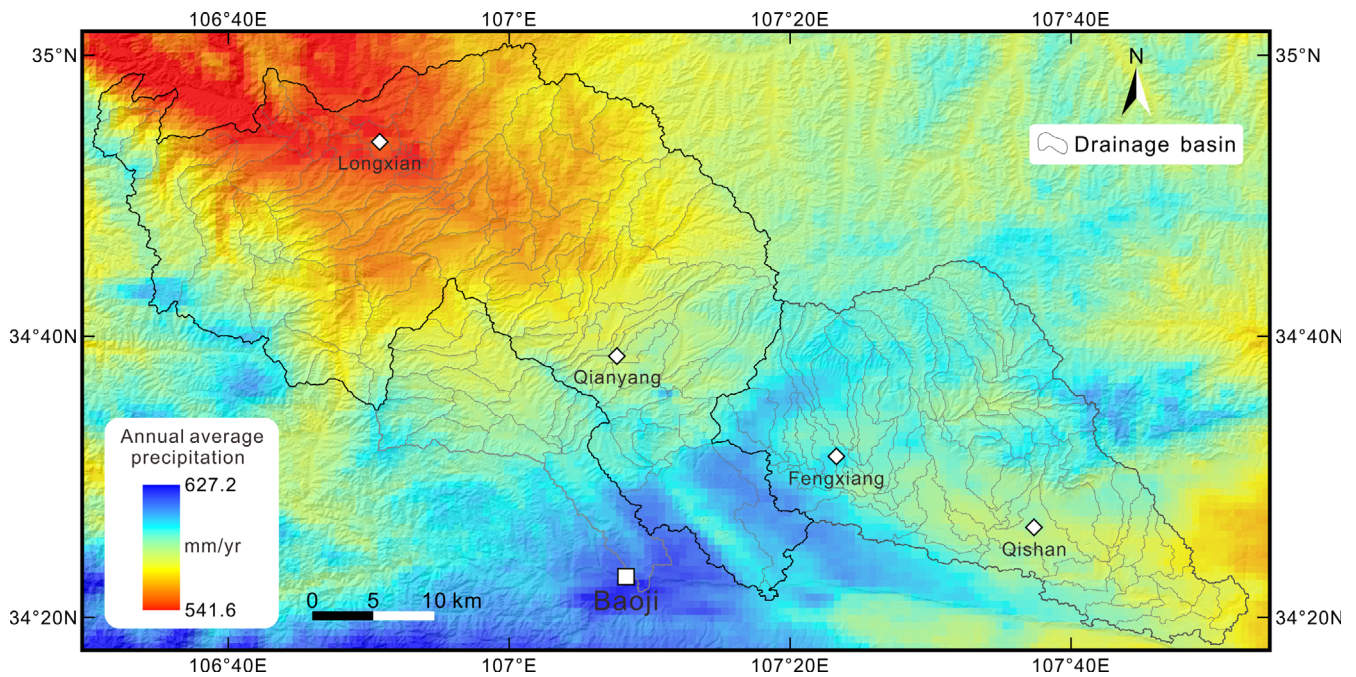 106°40E 107°E 107°20E 107°40E
35°N 35°N
N
Drainage basin
Longxian
34°40N 34°40N
Qianyang
Annual average
precipitation
627.2
mm/yr
541.6
Fengxiang
Qishan
Baoji
0 5 10 km
34°20N 34°20N
106°40E 107°E 107°20E 107°40E